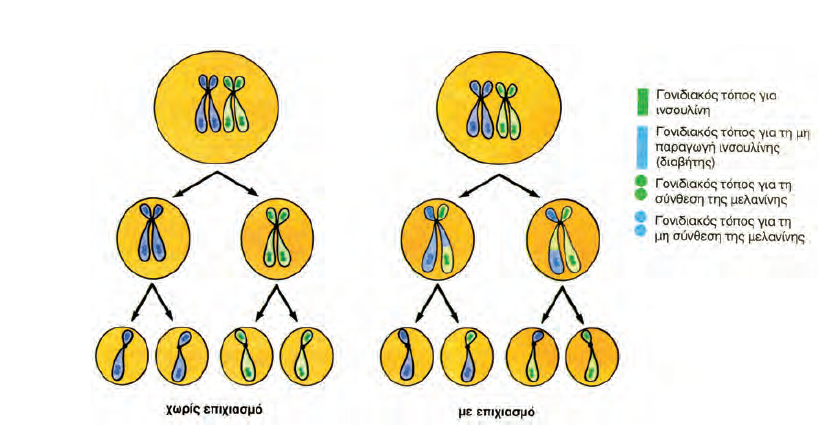 Γονιδιακός τόπος για
ινσουλίνη
Γονιδιακός τόπος για τη μη
παραγωγή ινσουλίνης
(διαβήτης)
Γονιδιακός τόπος για τη
σύνθεση της μελανίνης
Γονιδιακός τόπος για τη
μη σύνθεση της μελανίνης
χωρίς επιχιασμό
με επιχιασμό